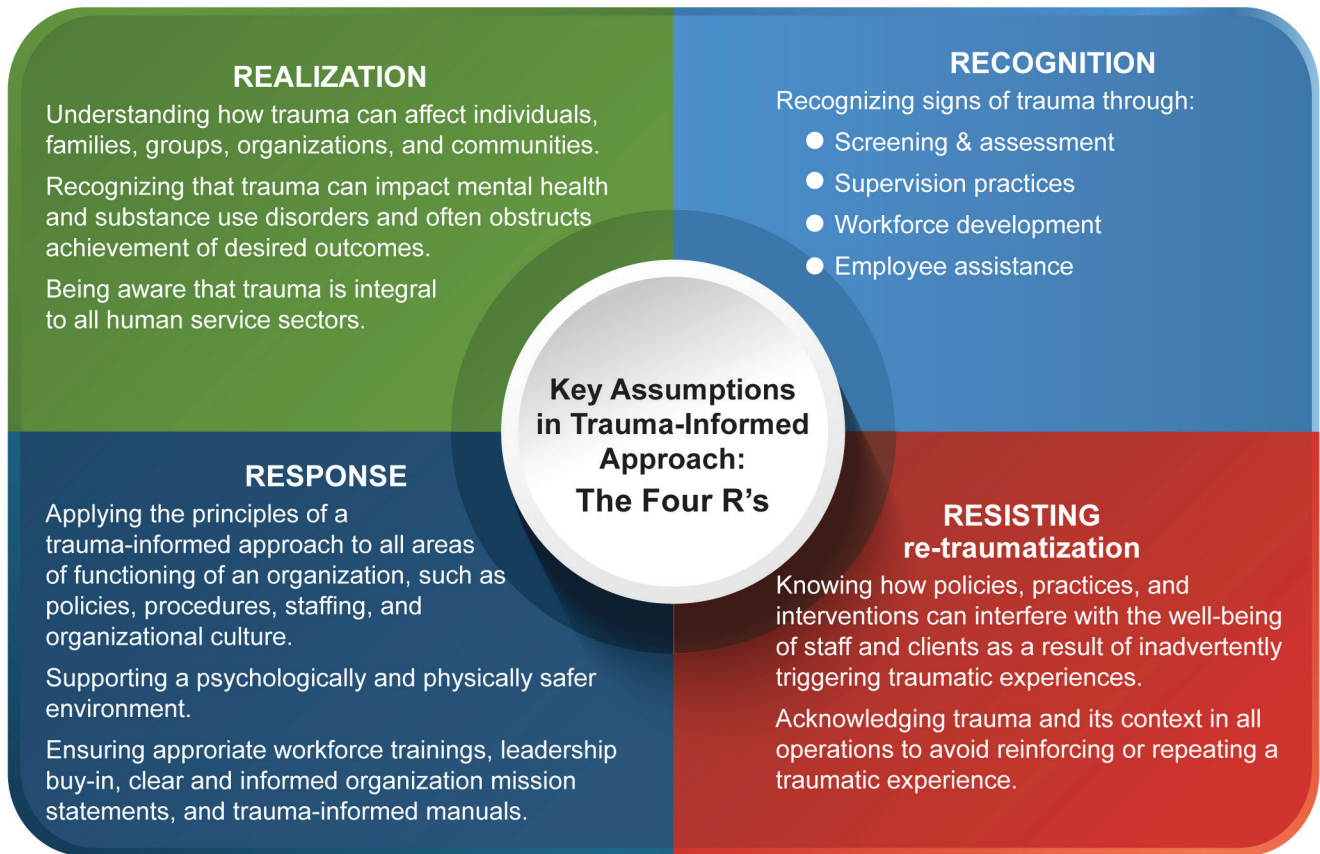 REALIZATION
Understanding how trauma can affect individuals,
families, groups, organizations, and communities.
Recognizing that trauma can impact mental health
and substance use disorders and often obstructs
achievement of desired outcomes.
Being aware that trauma is integral
to all human service sectors.
RECOGNITION
Recognizing signs of trauma through:
● Screening & assessment
● Supervision practices
● Workforce development
● Employee assistance
Key Assumptions
in Trauma-Informed
Approach:
The Four R’s
RESPONSE
Applying the principles of a
trauma-informed approach to all areas
of functioning of an organization, such as
policies, procedures, staffing, and
organizational culture.
Supporting a psychologically and physically safer
environment.
Ensuring approriate workforce trainings, leadership
buy-in, clear and informed organization mission
statements, and trauma-informed manuals.
RESISTING
re-traumatization
Knowing how policies, practices, and
interventions can interfere with the well-being
of staff and clients as a result of inadvertently
triggering traumatic experiences.
Acknowledging trauma and its context in all
operations to avoid reinforcing or repeating a
traumatic experience.